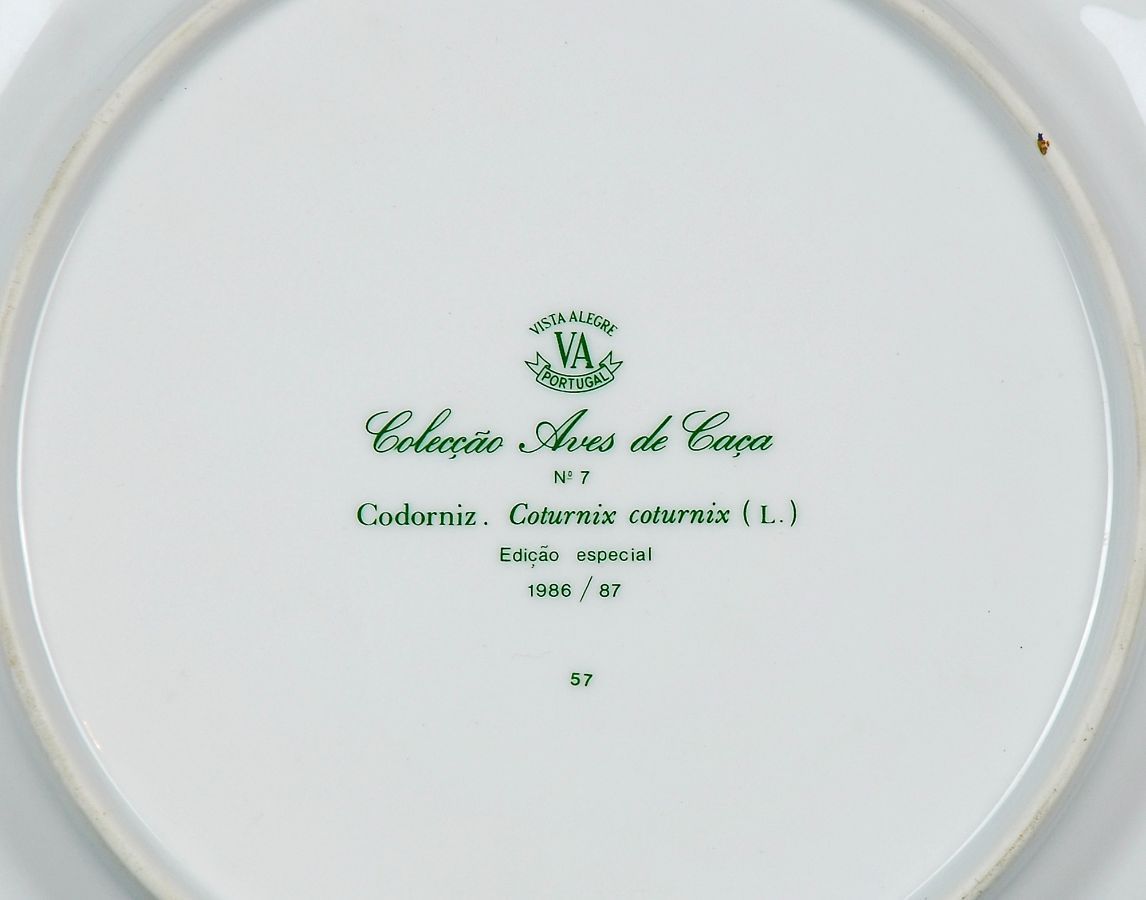 VISTA ALEGRE
VA
PORTUGAL
Colecção Aves de Caça
Nº 7
Codorniz. Coturnix coturnix (L.)
Edição especial
1986 / 87
57